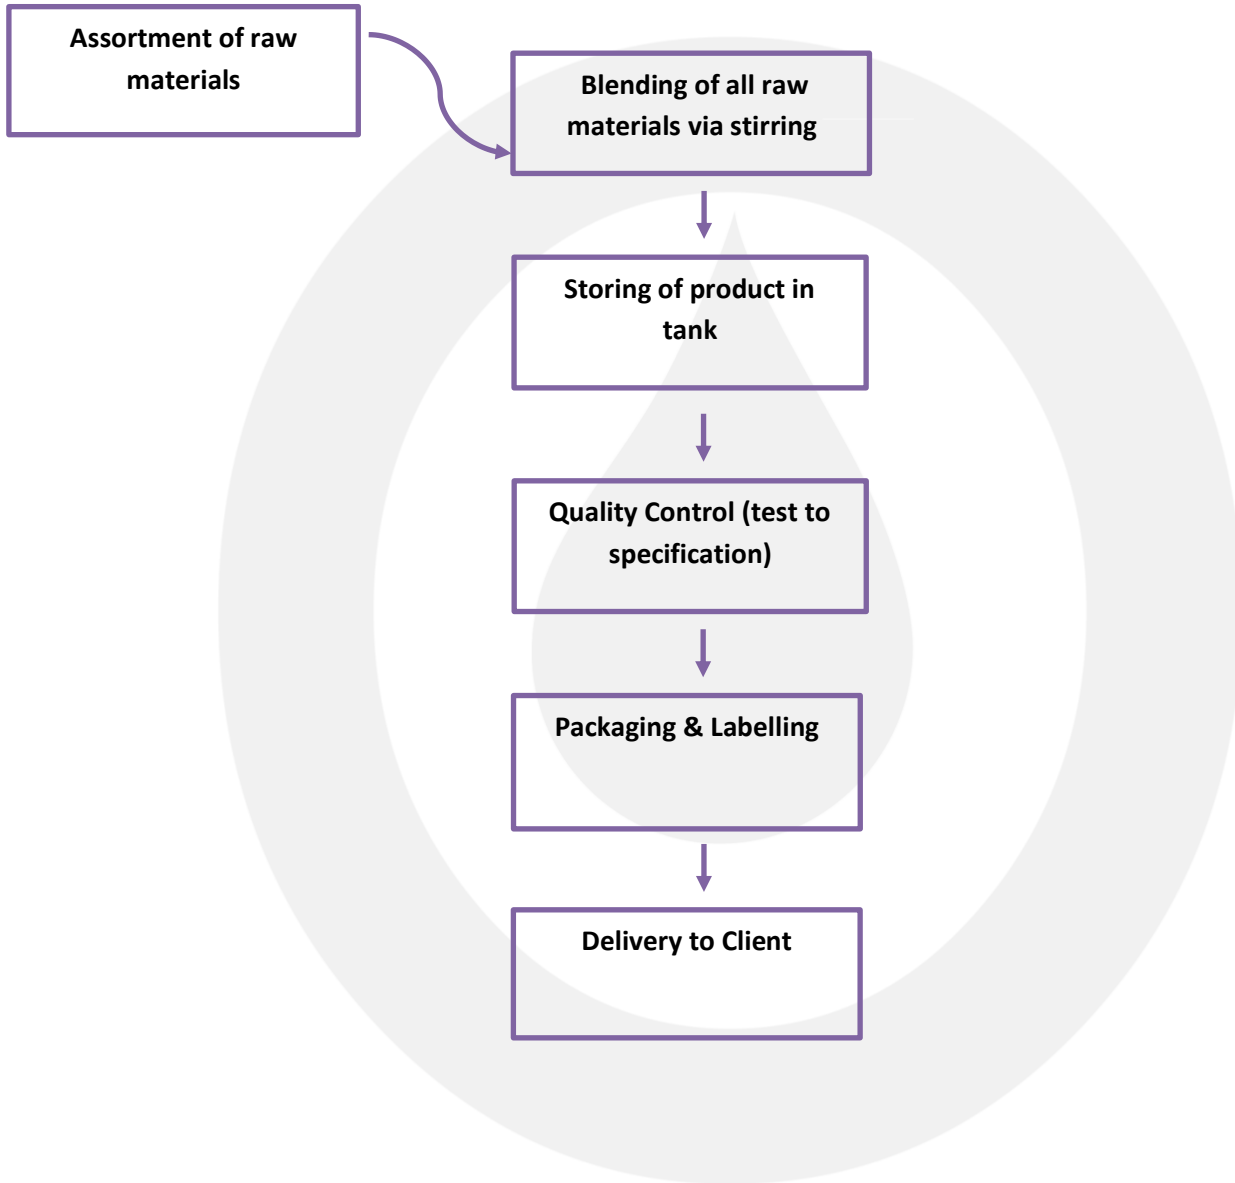 Assortment of raw
materials
Blending of all raw
materials via stirring
Storing of product in
tank
Quality Control (test to
specification)
Packaging & Labelling
Delivery to Client